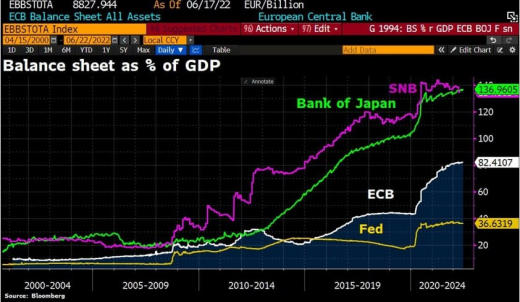 EBBSTOTA 8827.944 As Of 06/17/22 EUR/Billion
ECB Balance Sheet All Assets European Central Bank
EBBSTOTA Index 96) Actions 97) Edit G 1994: BS % r GDP ECB BOJ F sn
04/15/2000 - 06/22/2022 Local CCY
1D 3D 1M 6M YTD 1Y 5Y Max Daily Table Add Data Edit Chart
Balance sheet as % of GDP
Annotate
SNB
Bank of Japan
ECB
Fed
136.9605
120
100
82.4107
60
36.6319
20
2000-2004 2005-2009 2010-2014 2015-2019 2020-2024
Source: Bloomberg